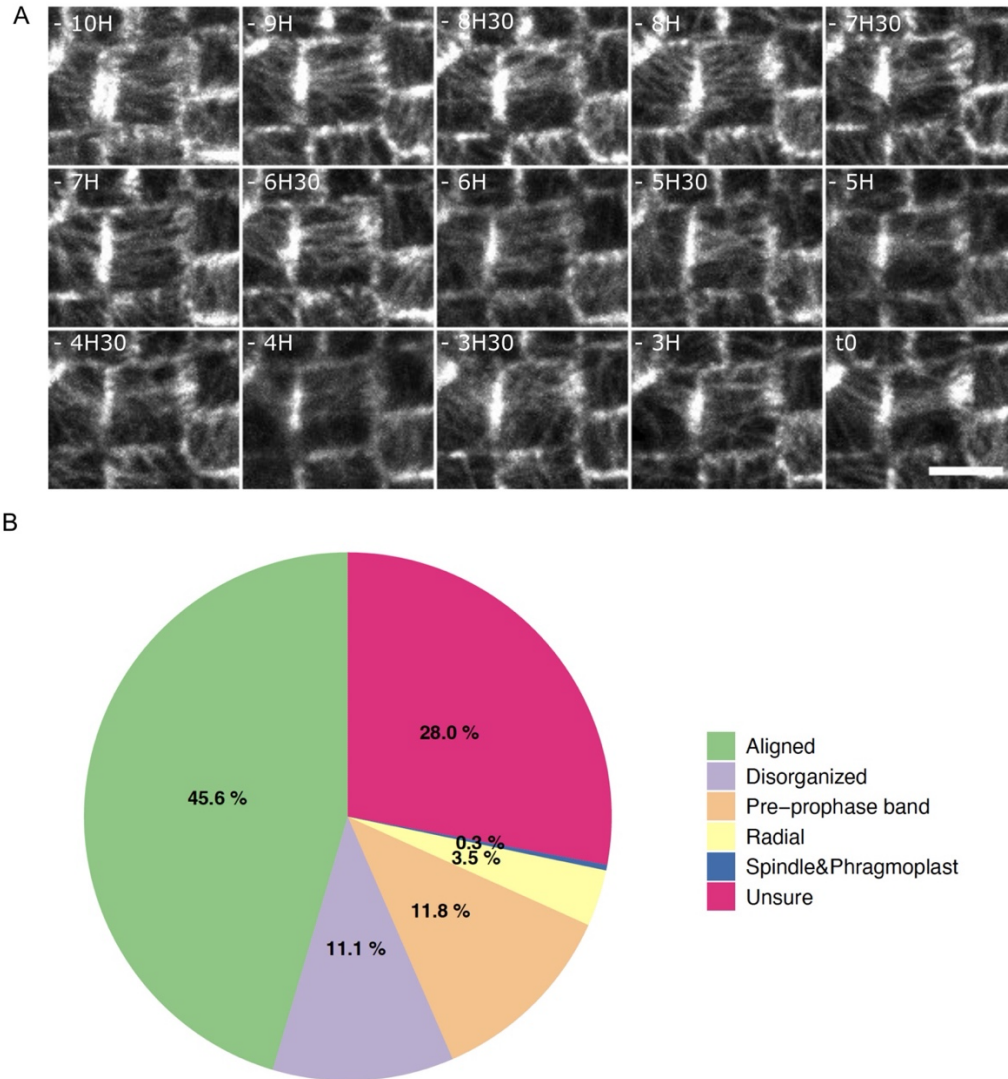 A
- 10H - 9H - 8H30 - 8H - 7H30
- 7H - 6H30 - 6H - 5H30 - 5H
- 4H30 - 4H - 3H30 - 3H t0
B
28.0 %
45.6 %
0.3 %
3.5 %
11.8 %
11.1 %
Aligned
Disorganized
Pre−prophase band
Radial
Spindle&Phragmoplast
Unsure